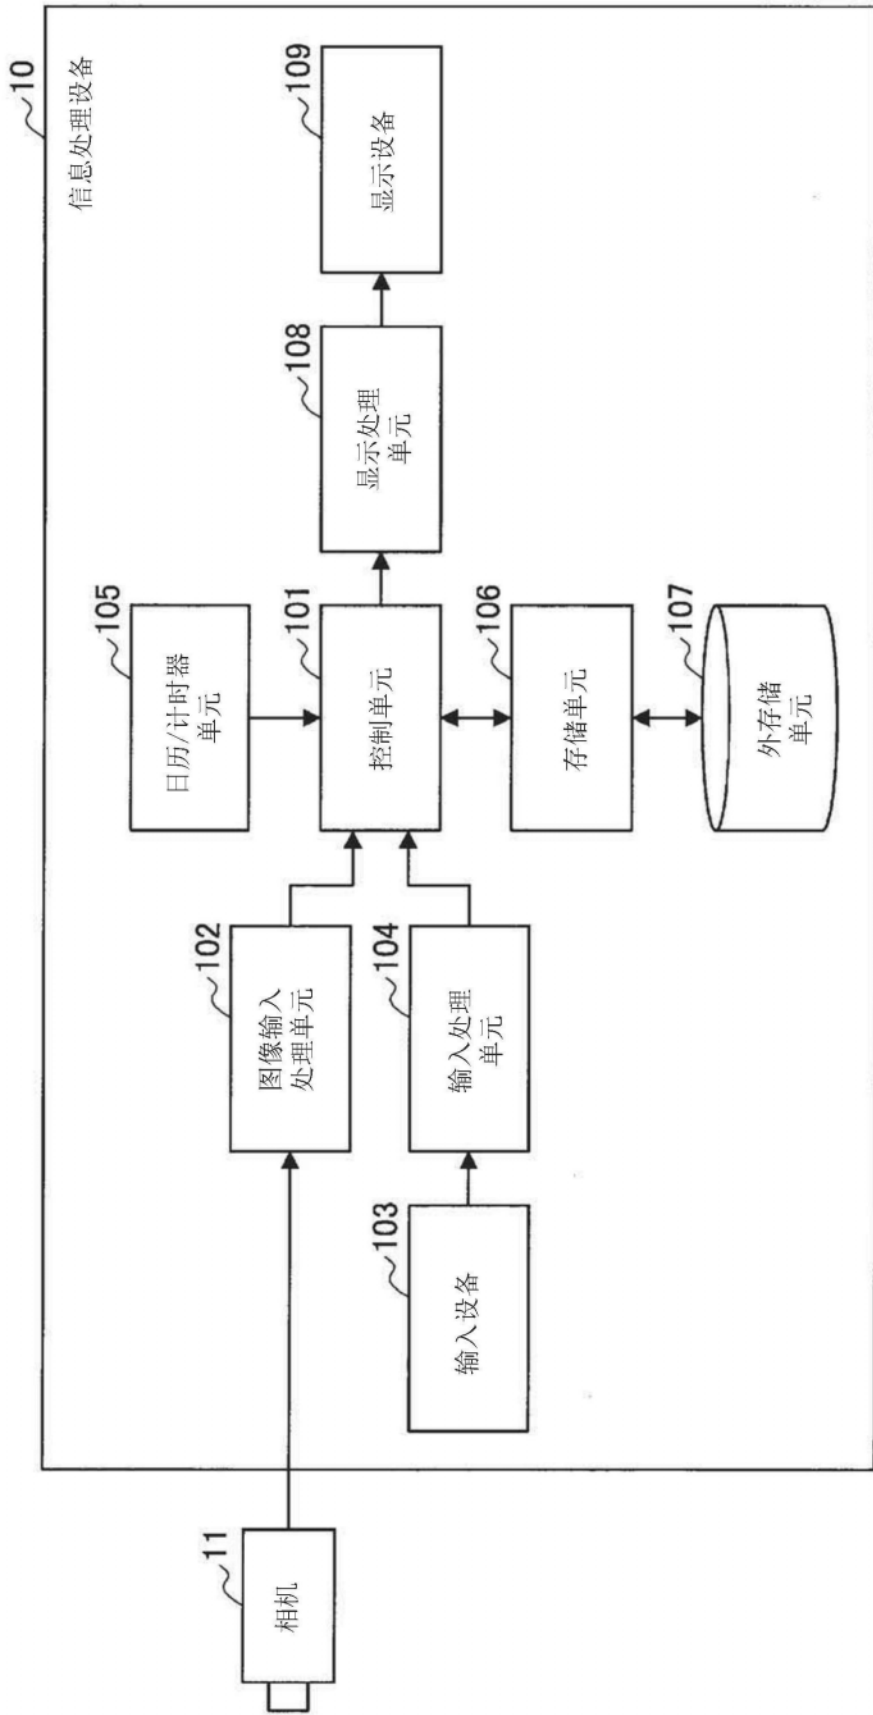 10
信息处理设备
105
日历/计时器
单元
11
相机
102
图像输入
处理单元
101
控制单元
108
显示处理
单元
109
显示设备
103
输入设备
104
输入处理
单元
106
存储单元
107
外存储
单元